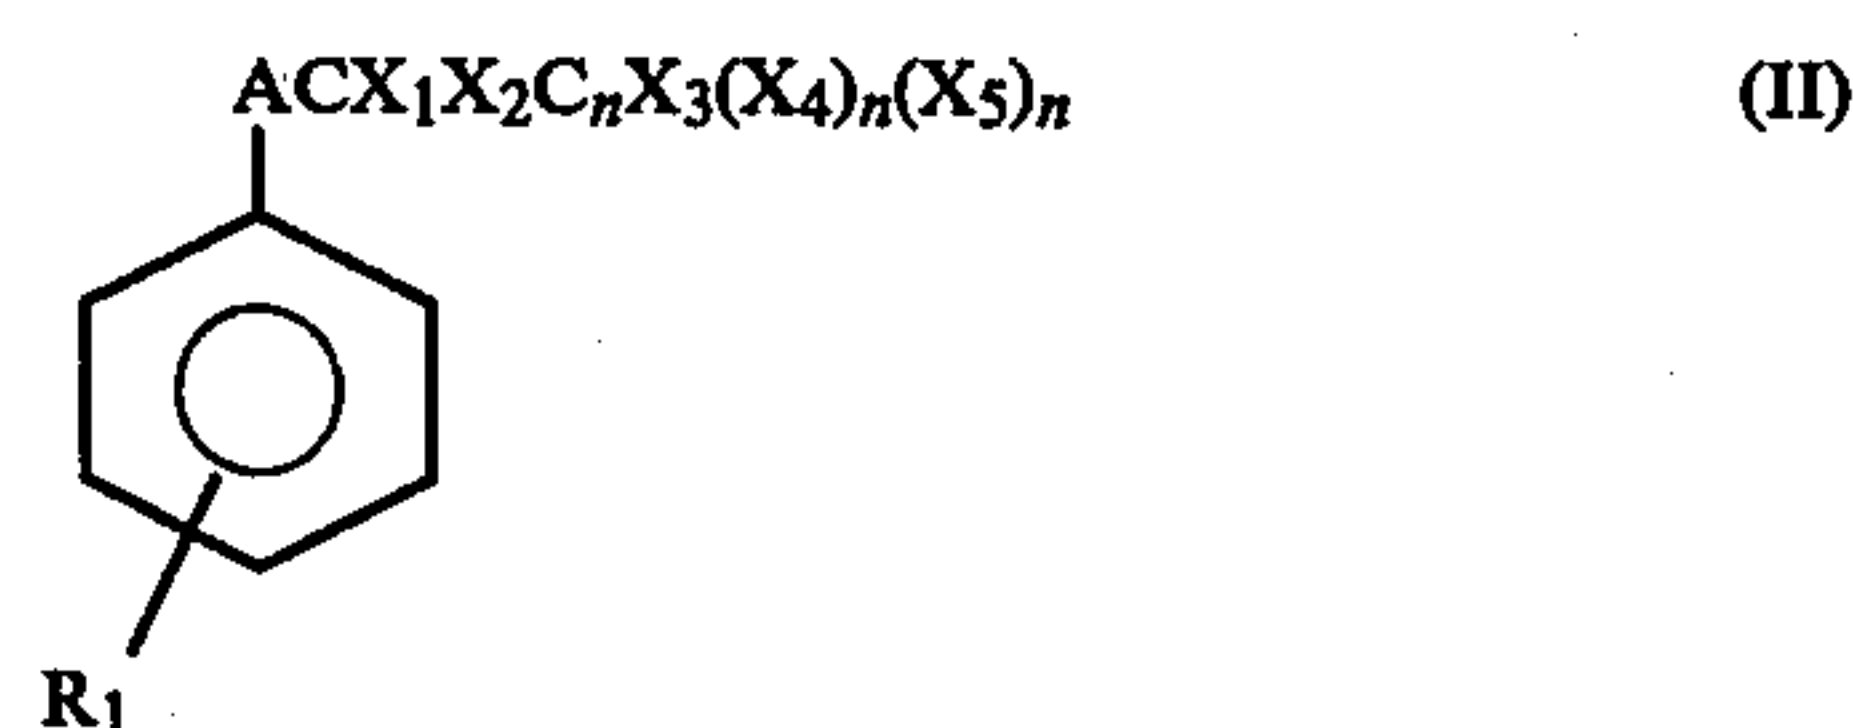 ACX₁X₂CₙX₃(X₄)ₙ(X₅)ₙ (II)
R₁